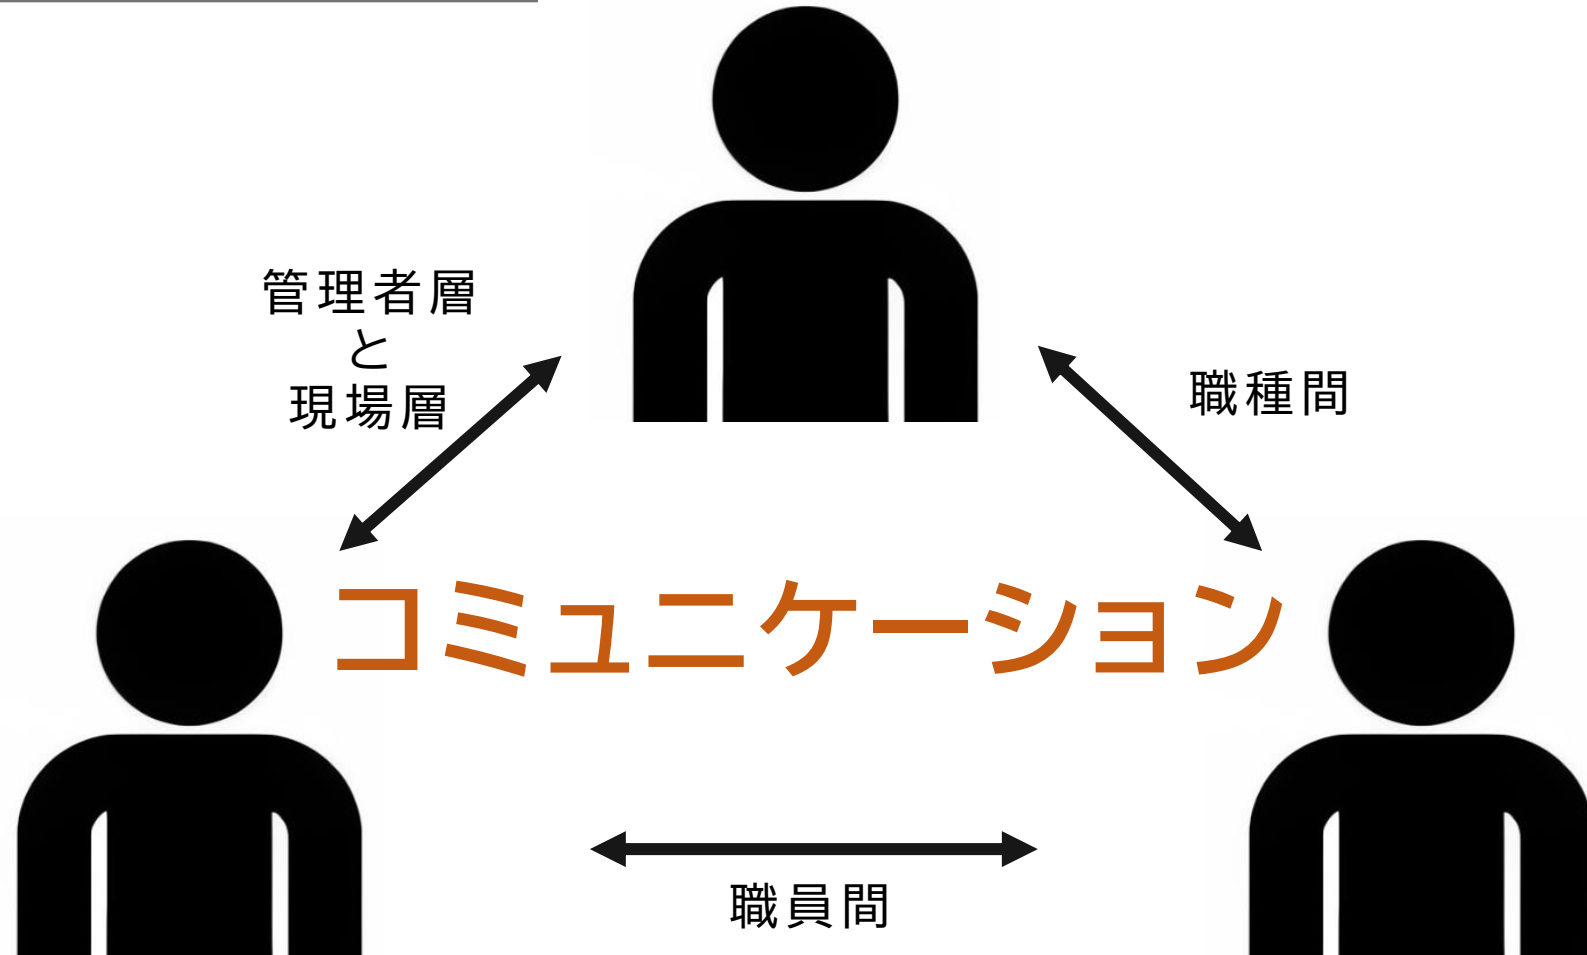 管理者層
と
現場層
職種間
コミュニケーション
職員間